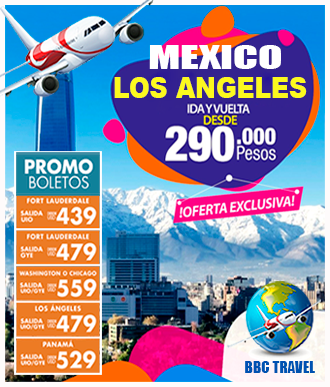 MEXICO
LOS ANGELES
IDA Y VUELTA
DESDE
290.000
Pesos
¡OFERTA EXCLUSIVA!
PROMO
BOLETOS
FORT LAUDERDALE
SALIDA UIO 439
FORT LAUDERDALE
SALIDA GYE 479
WASHINGTON O CHICAGO
SALIDA UIO/GYE 559
LOS ÁNGELES
SALIDA UIO/GYE 479
PANAMÁ
SALIDA UIO/GYE 529
BBC TRAVEL